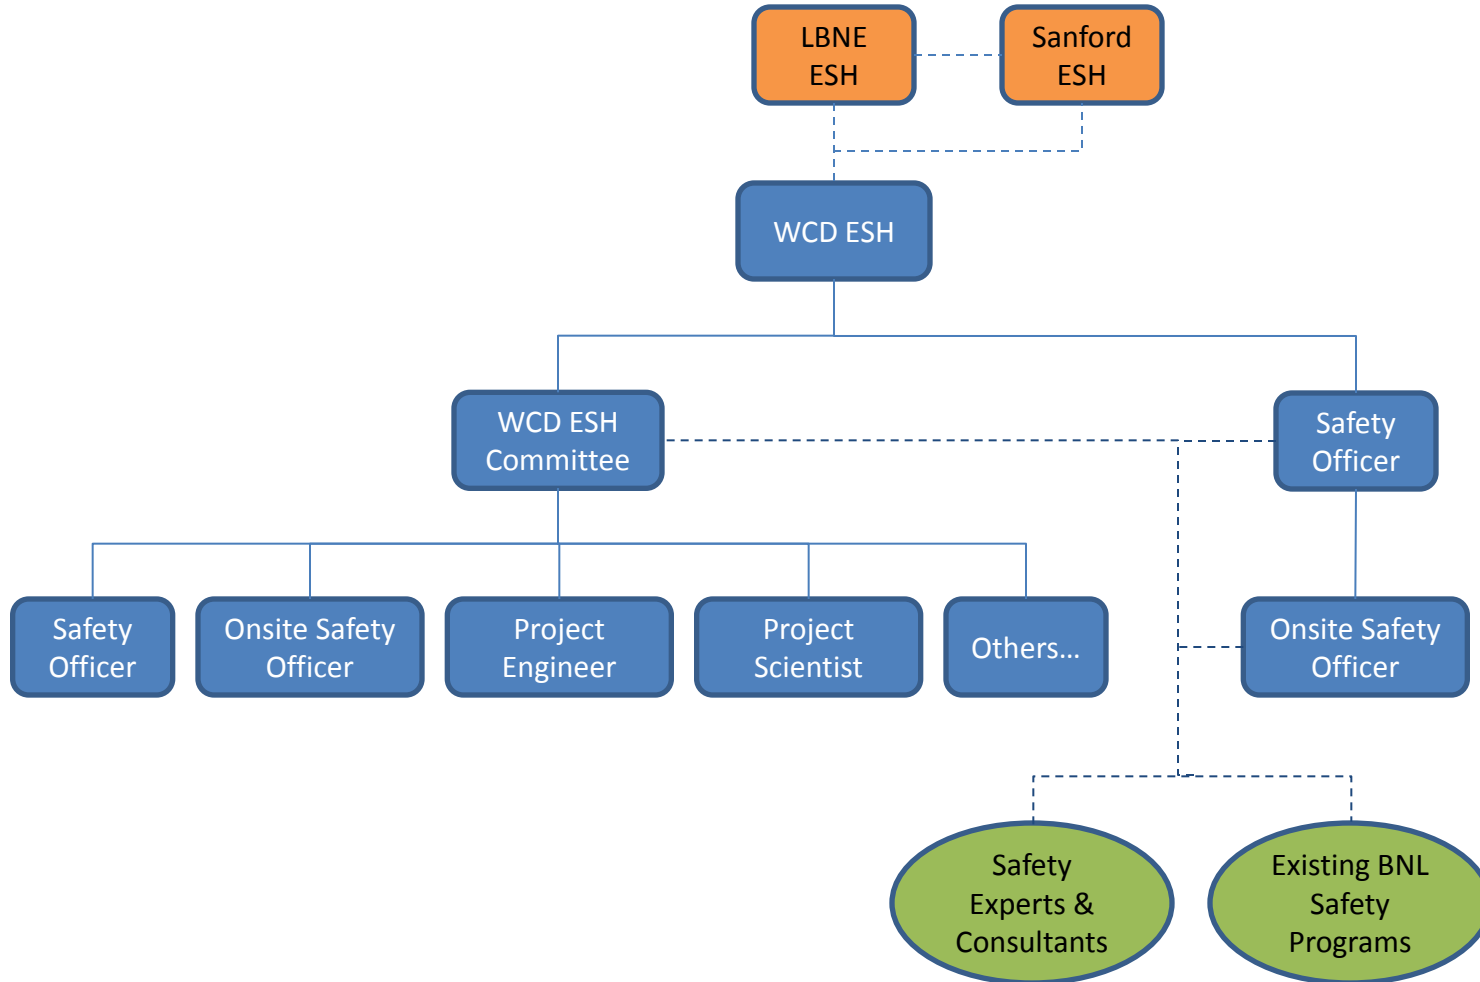 LBNE
ESH
Sanford
ESH
WCD ESH
WCD ESH
Committee
Safety
Officer
Safety
Officer
Onsite Safety
Officer
Project
Engineer
Project
Scientist
Others...
Onsite Safety
Officer
Safety
Experts &
Consultants
Existing BNL
Safety
Programs